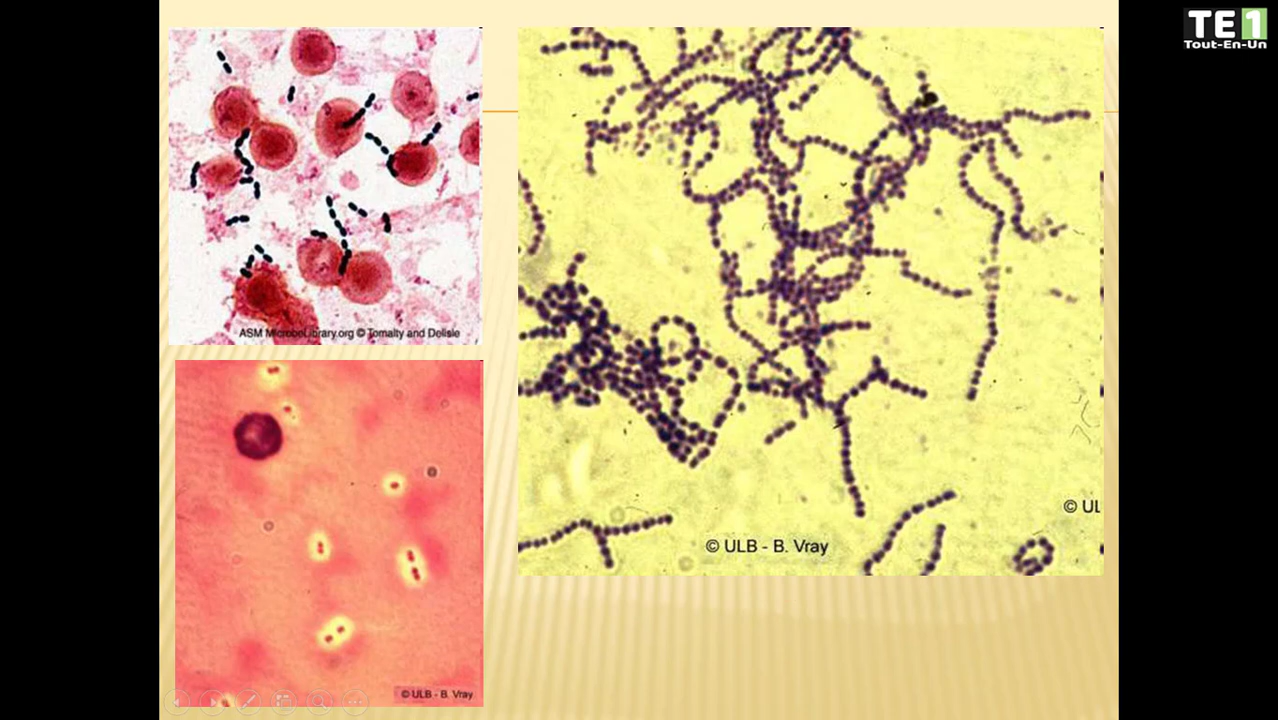 TE1
Tout-En-Un
ASM MicrobeLibrary.org © Tomalty and Delisle
© UL
© ULB - B. Vray
© ULB - B. Vray